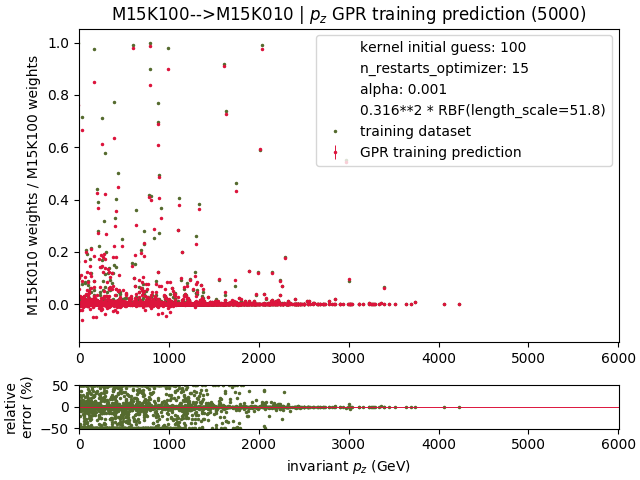 M15K100-->M15K010 | p_z GPR training prediction (5000)
M15K010 weights / M15K100 weights
1.0
0.8
0.6
0.4
0.2
0.0
kernel initial guess: 100
n_restarts_optimizer: 15
alpha: 0.001
0.316**2 * RBF(length_scale=51.8)
training dataset
GPR training prediction
0 1000 2000 3000 4000 5000 6000
relative
error (%)
50
0
−50
0 1000 2000 3000 4000 5000 6000
invariant p_z (GeV)